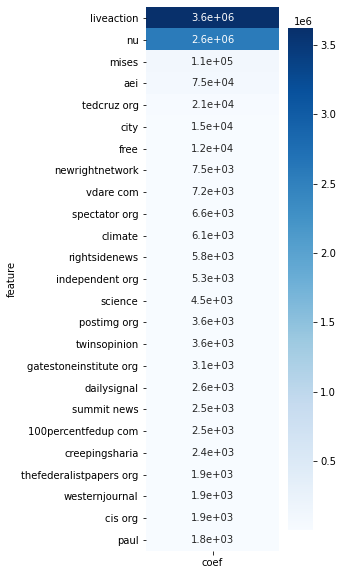 liveaction 3.6e+06
nu 2.6e+06
mises 1.1e+05
aei 7.5e+04
tedcruz org 2.1e+04
city 1.5e+04
free 1.2e+04
newrightnetwork 7.5e+03
vdare com 7.2e+03
spectator org 6.6e+03
climate 6.1e+03
rightsidenews 5.8e+03
independent org 5.3e+03
science 4.5e+03
postimg org 3.6e+03
twinsopinion 3.6e+03
gatestoneinstitute org 3.1e+03
dailysignal 2.6e+03
summit news 2.5e+03
100percentfedup com 2.5e+03
creepingsharia 2.4e+03
thefederalistpapers org 1.9e+03
westernjournal 1.9e+03
cis org 1.9e+03
paul 1.8e+03
feature
coef
1e6
3.5
3.0
2.5
2.0
1.5
1.0
0.5